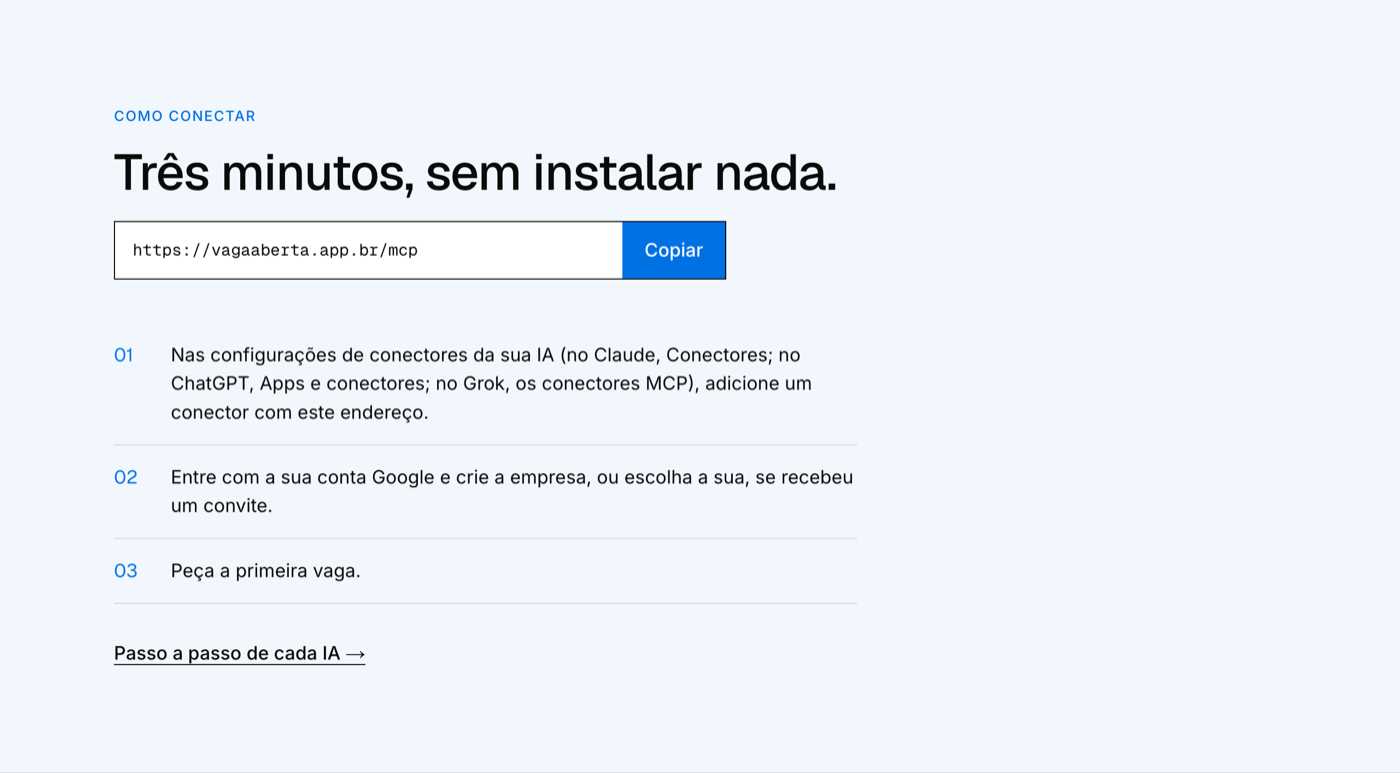 COMO CONECTAR
Três minutos, sem instalar nada.
https://vagaaberta.app.br/mcp
Copiar
01 Nas configurações de conectores da sua IA (no Claude, Conectores; no
ChatGPT, Apps e conectores; no Grok, os conectores MCP), adicione um
conector com este endereço.
02 Entre com a sua conta Google e crie a empresa, ou escolha a sua, se recebeu
um convite.
03 Peça a primeira vaga.
Passo a passo de cada IA →